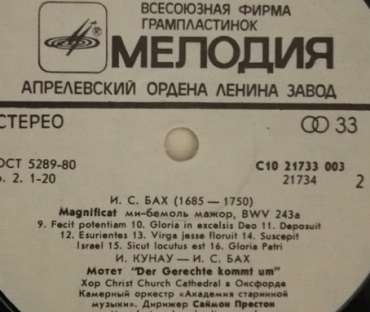 ВСЕСОЮЗНАЯ ФИРМА
ГРАМПЛАСТИНОК
МЕЛОДИЯ
АПРЕЛЕВСКИЙ ОРДЕНА ЛЕНИНА ЗАВОД
СТЕРЕО
33
ОСТ 5289-80
р. 2. 1-20
С10 21733 003
21734
2
И. С. БАХ (1685 — 1750)
Magnificat ми-бемоль мажор, BWV 243a
9. Fecit potentiam 10. Gloria in excelsis Deo 11. Deposuit
12. Esurientes 13. Virga jesse floruit 14. Suscepit
Israel 15. Sicut locutus est 16. Gloria Patri
И. КУНАУ — И. С. БАХ
Мотет "Der Gerechte kommt um"
Хор Christ Church Cathedral в Оксфорде
Камерный оркестр «Академия старинной
музыки». Дирижер Саймон Престон